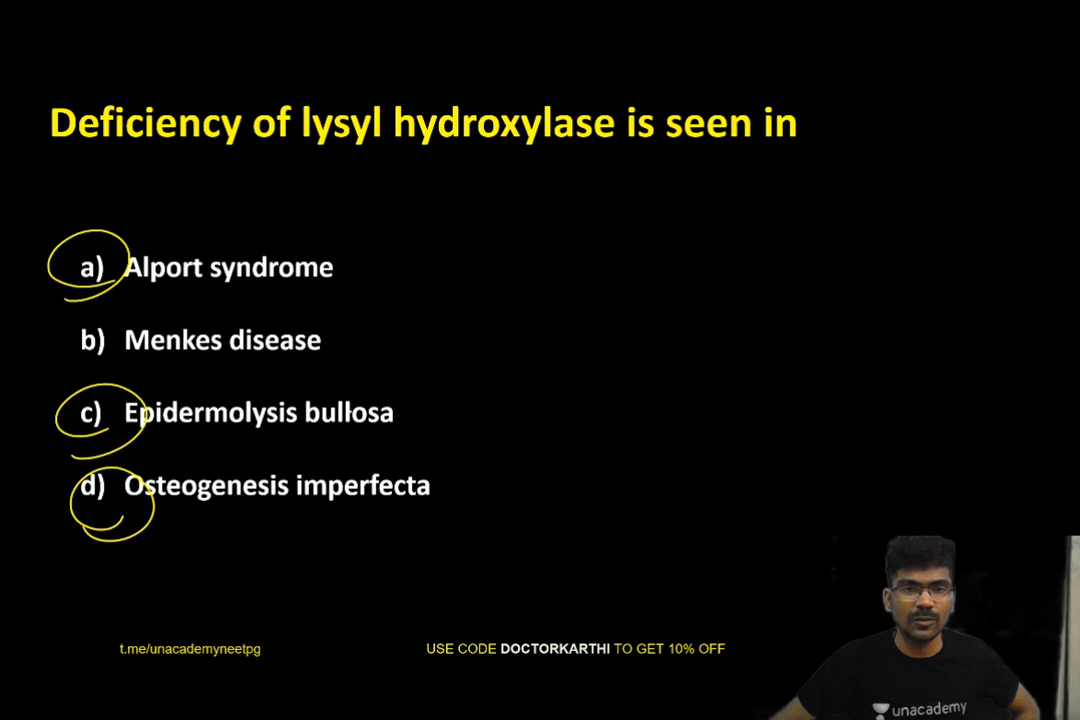 Deficiency of lysyl hydroxylase is seen in
a) Alport syndrome
b) Menkes disease
c) Epidermolysis bullosa
d) Osteogenesis imperfecta
t.me/unacademyneetpg
USE CODE DOCTORKARTHI TO GET 10% OFF
unacademy